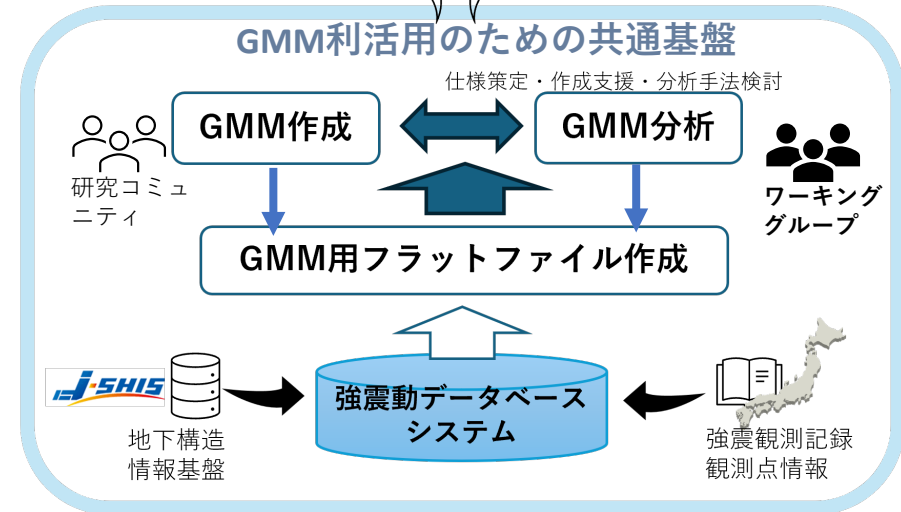 GMM利活用のための共通基盤
仕様策定・作成支援・分析手法検討
GMM作成
GMM分析
研究コミュ
ニティ
ワーキング
グループ
GMM用フラットファイル作成
J-SHIS
強震動データベース
システム
地下構造
情報基盤
強震観測記録
観測点情報